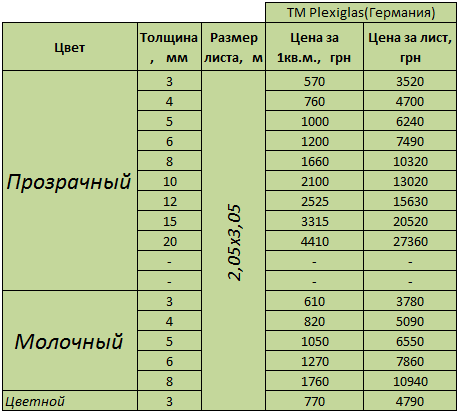 ТМ Plexiglas(Германия)
Цвет Толщина, мм Размер листа, м Цена за 1кв.м., грн Цена за лист, грн
Прозрачный 3 2,05х3,05 570 3520
4 760 4700
5 1000 6240
6 1200 7490
8 1660 10320
10 2100 13020
12 2525 15630
15 3315 20520
20 4410 27360
- - -
- - -
Молочный 3 610 3780
4 820 5090
5 1050 6550
6 1270 7860
8 1760 10940
Цветной 3 770 4790